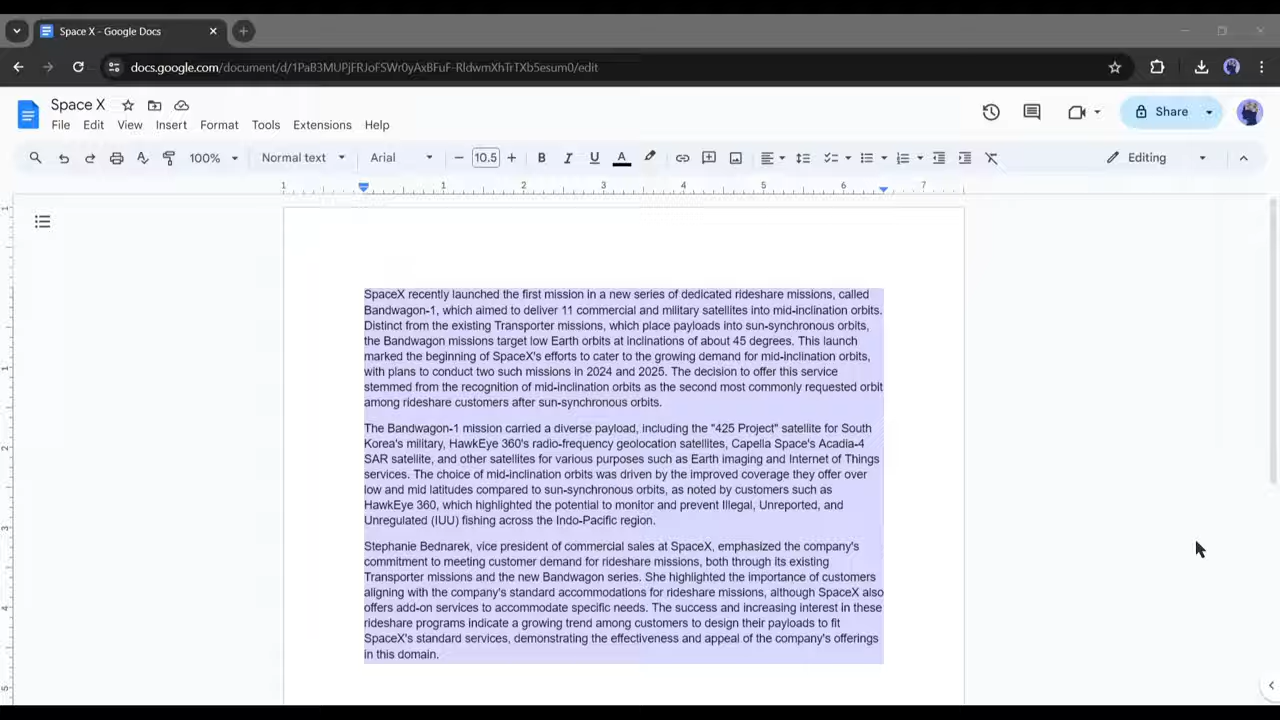 Space X - Google Docs
docs.google.com/document/d/1PaB3MUPjFRJoFSWr0yAxBFuF-RldwmXhTrTXb5esum0/edit
Space X
File Edit View Insert Format Tools Extensions Help
Share
100% Normal text Arial 10.5 B I U A Editing
1 1 2 3 4 5 6 7
SpaceX recently launched the first mission in a new series of dedicated rideshare missions, called
Bandwagon-1, which aimed to deliver 11 commercial and military satellites into mid-inclination orbits.
Distinct from the existing Transporter missions, which place payloads into sun-synchronous orbits,
the Bandwagon missions target low Earth orbits at inclinations of about 45 degrees. This launch
marked the beginning of SpaceX's efforts to cater to the growing demand for mid-inclination orbits,
with plans to conduct two such missions in 2024 and 2025. The decision to offer this service
stemmed from the recognition of mid-inclination orbits as the second most commonly requested orbit
among rideshare customers after sun-synchronous orbits.
The Bandwagon-1 mission carried a diverse payload, including the "425 Project" satellite for South
Korea's military, HawkEye 360's radio-frequency geolocation satellites, Capella Space's Acadia-4
SAR satellite, and other satellites for various purposes such as Earth imaging and Internet of Things
services. The choice of mid-inclination orbits was driven by the improved coverage they offer over
low and mid latitudes compared to sun-synchronous orbits, as noted by customers such as
HawkEye 360, which highlighted the potential to monitor and prevent Illegal, Unreported, and
Unregulated (IUU) fishing across the Indo-Pacific region.
Stephanie Bednarek, vice president of commercial sales at SpaceX, emphasized the company's
commitment to meeting customer demand for rideshare missions, both through its existing
Transporter missions and the new Bandwagon series. She highlighted the importance of customers
aligning with the company's standard accommodations for rideshare missions, although SpaceX also
offers add-on services to accommodate specific needs. The success and increasing interest in these
rideshare programs indicate a growing trend among customers to design their payloads to fit
SpaceX's standard services, demonstrating the effectiveness and appeal of the company's offerings
in this domain.
1
1
2
3
4
5